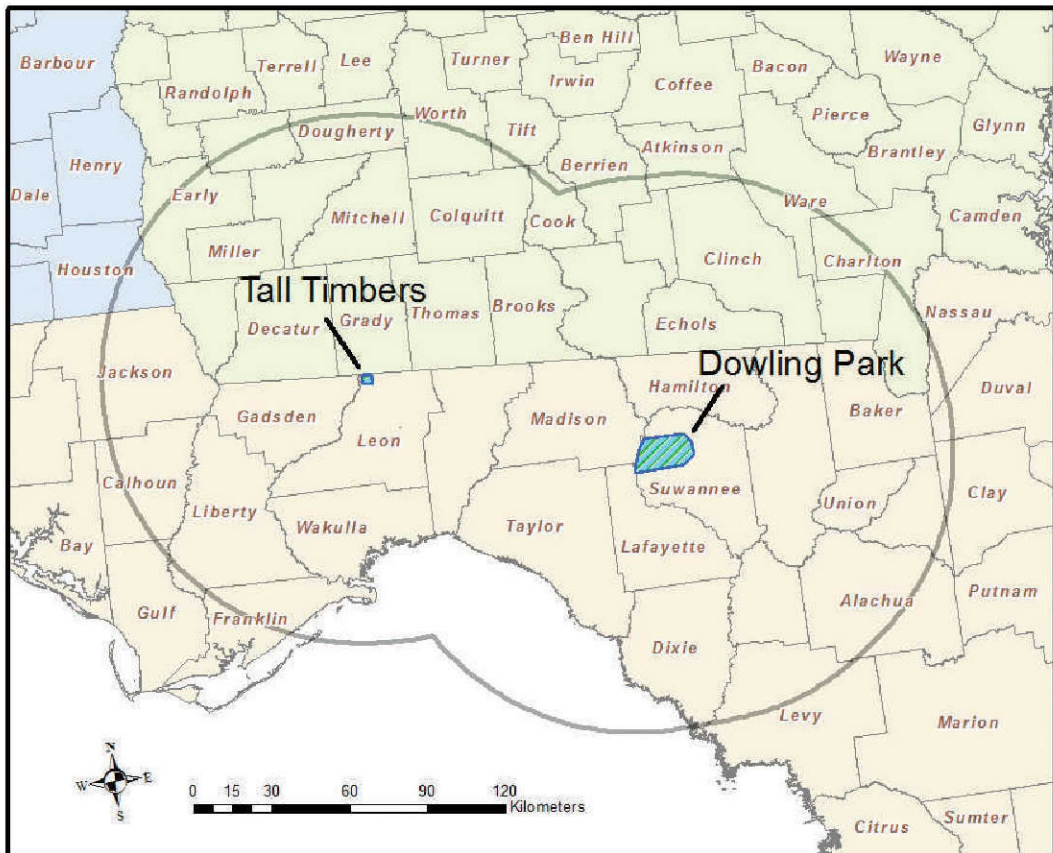 Ben Hill
Wayne
Barbour
Terrell
Lee
Turner
Bacon
Irwin
Coffee
Randolph
Worth
Pierce
Glynn
Dougherty
Tift
Henry
Atkinson
Brantley
Berrien
Dale
Early
Ware
Mitchell
Colquitt
Cook
Camden
Miller
Clinch
Houston
Charlton
Tall Timbers
Brooks
Nassau
Decatur
Grady
Thomas
Echols
Dowling Park
Jackson
Hamilton
Duval
Gadsden
Madison
Baker
Leon
Calhoun
Suwannee
Clay
Liberty
Union
Wakulla
Taylor
Bay
Lafayette
Putnam
Alachua
Gulf
Franklin
Dixie
Levy
Marion
N
W E
S
0 15 30 60 90 120
Kilometers
Citrus
Sumter